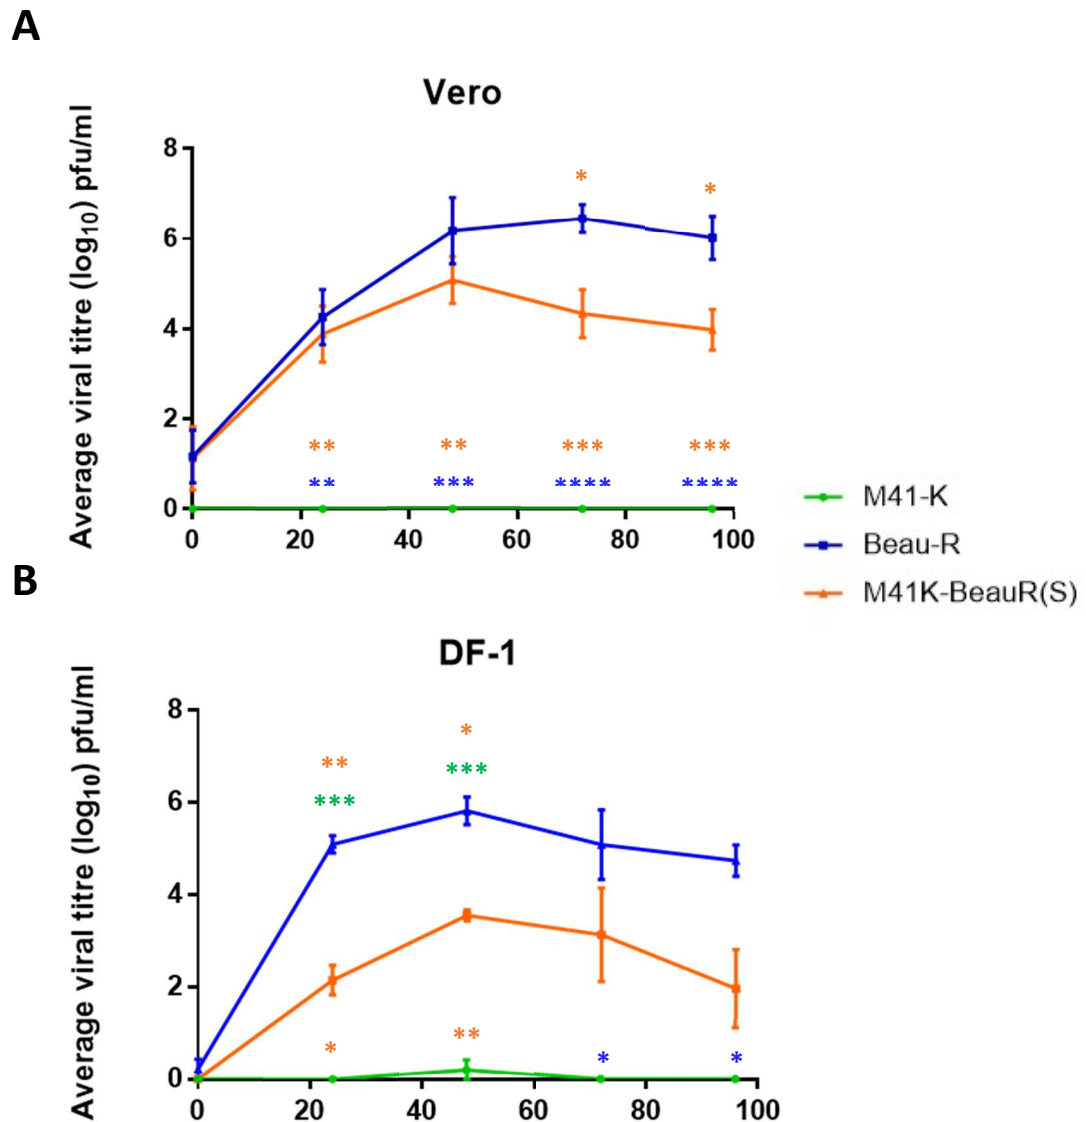 A
Vero
Average viral titre (log10) pfu/ml
8
* *
6
4
2
** ** *** ***
** *** **** ****
0
0 20 40 60 80 100
M41-K
Beau-R
M41K-BeauR(S)
B
DF-1
Average viral titre (log10) pfu/ml
8
*
** ***
***
6
4
2
**
* * *
0
0 20 40 60 80 100